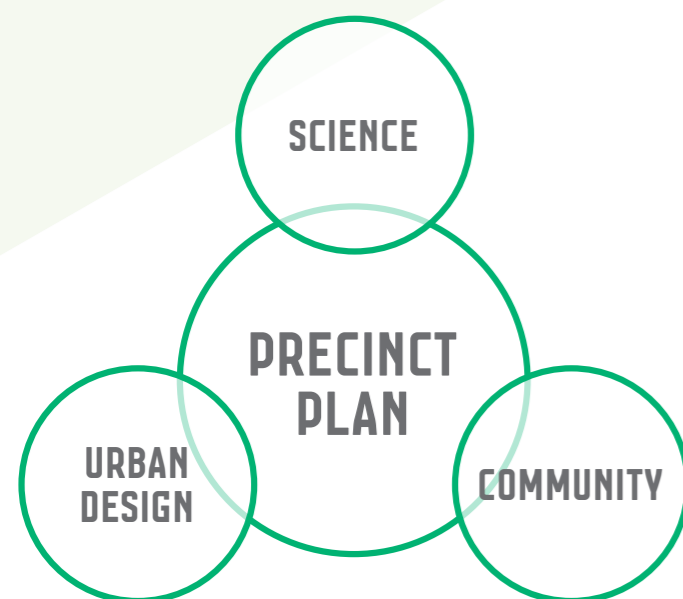 SCIENCE
PRECINCT
PLAN
URBAN
DESIGN
COMMUNITY